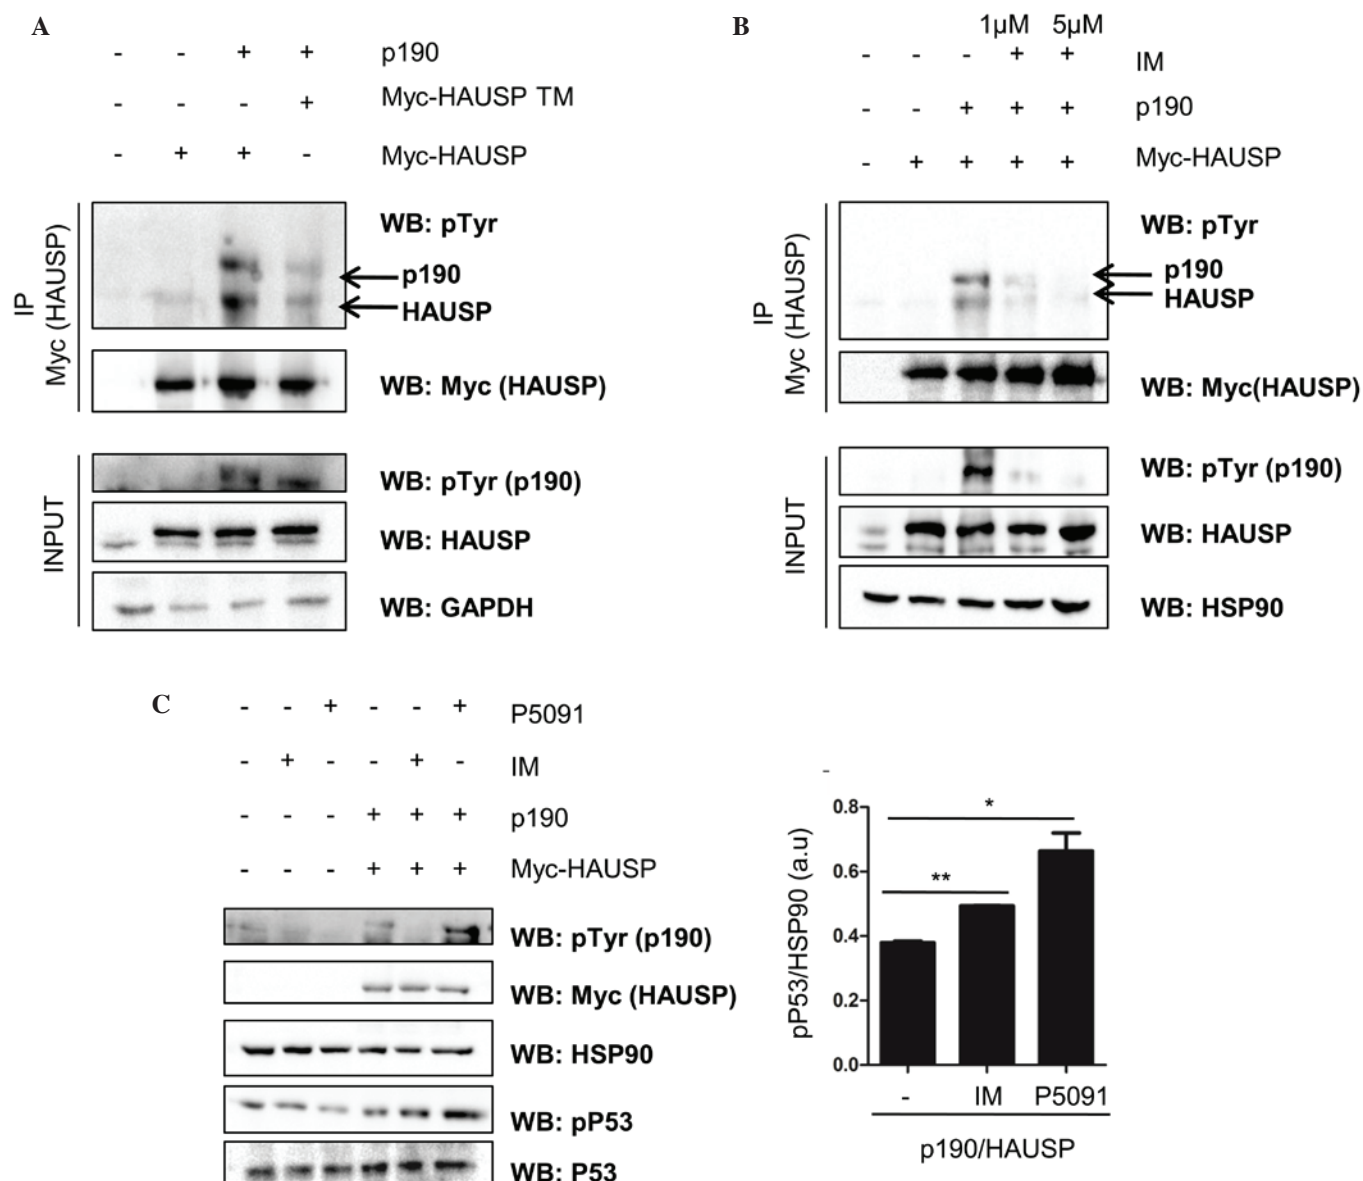 A
- - + + p190
- - - + Myc-HAUSP TM
- + + - Myc-HAUSP
IP
Myc (HAUSP)
WB: pTyr
p190
HAUSP
WB: Myc (HAUSP)
INPUT
WB: pTyr (p190)
WB: HAUSP
WB: GAPDH
B
1µM 5µM
- - - + + IM
- - + + + p190
- + + + + Myc-HAUSP
IP
Myc (HAUSP)
WB: pTyr
p190
HAUSP
WB: Myc(HAUSP)
INPUT
WB: pTyr (p190)
WB: HAUSP
WB: HSP90
C
- - + - - + P5091
- + - - + - IM
- - - + + + p190
- - - + + + Myc-HAUSP
WB: pTyr (p190)
WB: Myc (HAUSP)
WB: HSP90
WB: pP53
WB: P53
-
pP53/HSP90 (a.u)
0.8
0.6
0.4
0.2
0.0
*
**
- IM P5091
p190/HAUSP